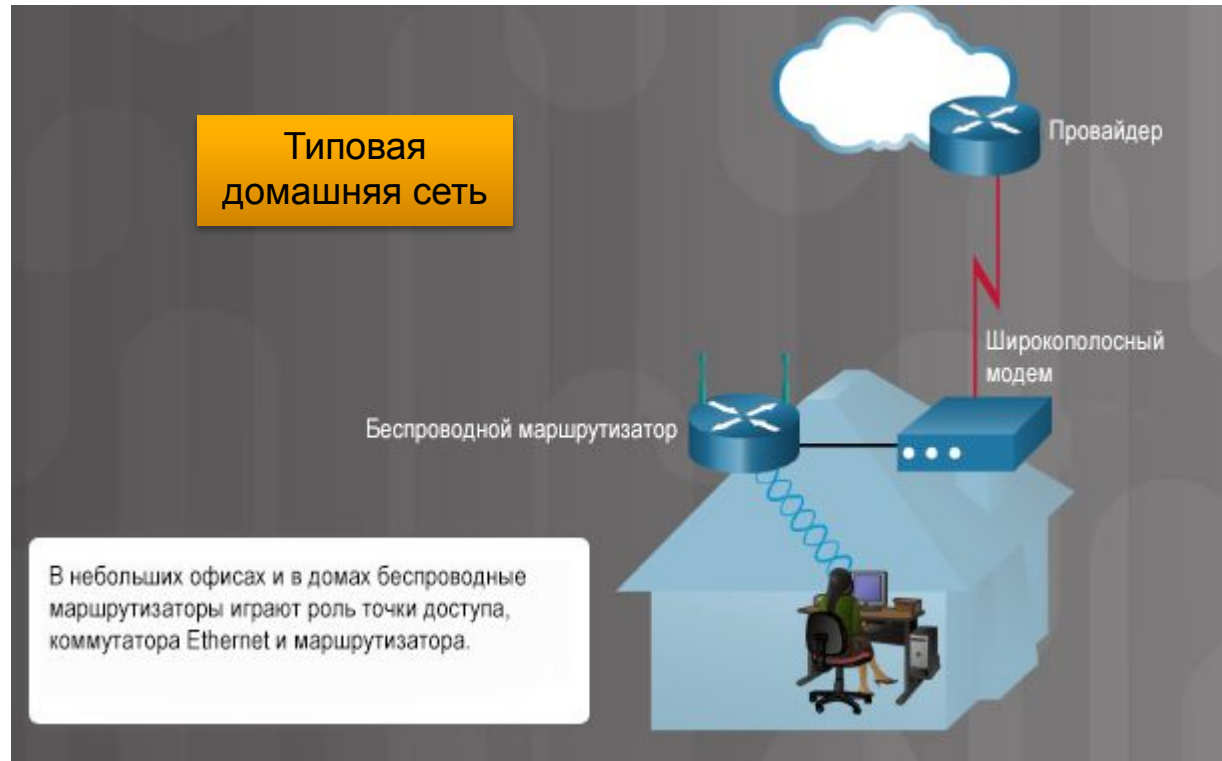 Типовая
домашняя сеть
Провайдер
Широкополосный
модем
Беспроводной маршрутизатор
В небольших офисах и в домах беспроводные
маршрутизаторы играют роль точки доступа,
коммутатора Ethernet и маршрутизатора.